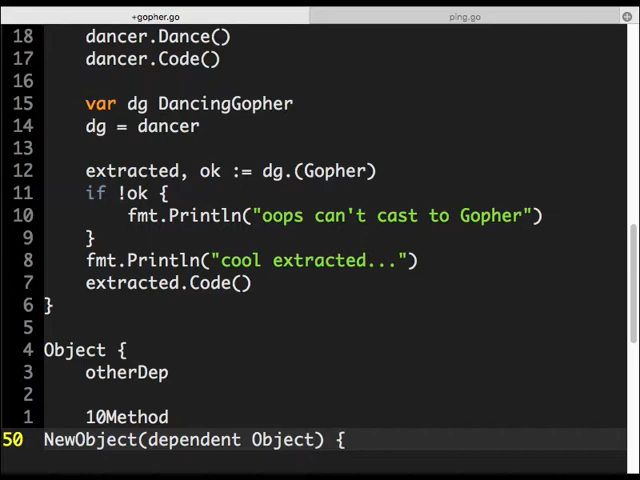 +gopher.go ping.go
18 dancer.Dance()
17 dancer.Code()
16
15 var dg DancingGopher
14 dg = dancer
13
12 extracted, ok := dg.(Gopher)
11 if !ok {
10 fmt.Println("oops can't cast to Gopher")
9 }
8 fmt.Println("cool extracted...")
7 extracted.Code()
6 }
5
4 Object {
3 otherDep
2
1 10Method
50 NewObject(dependent Object) {